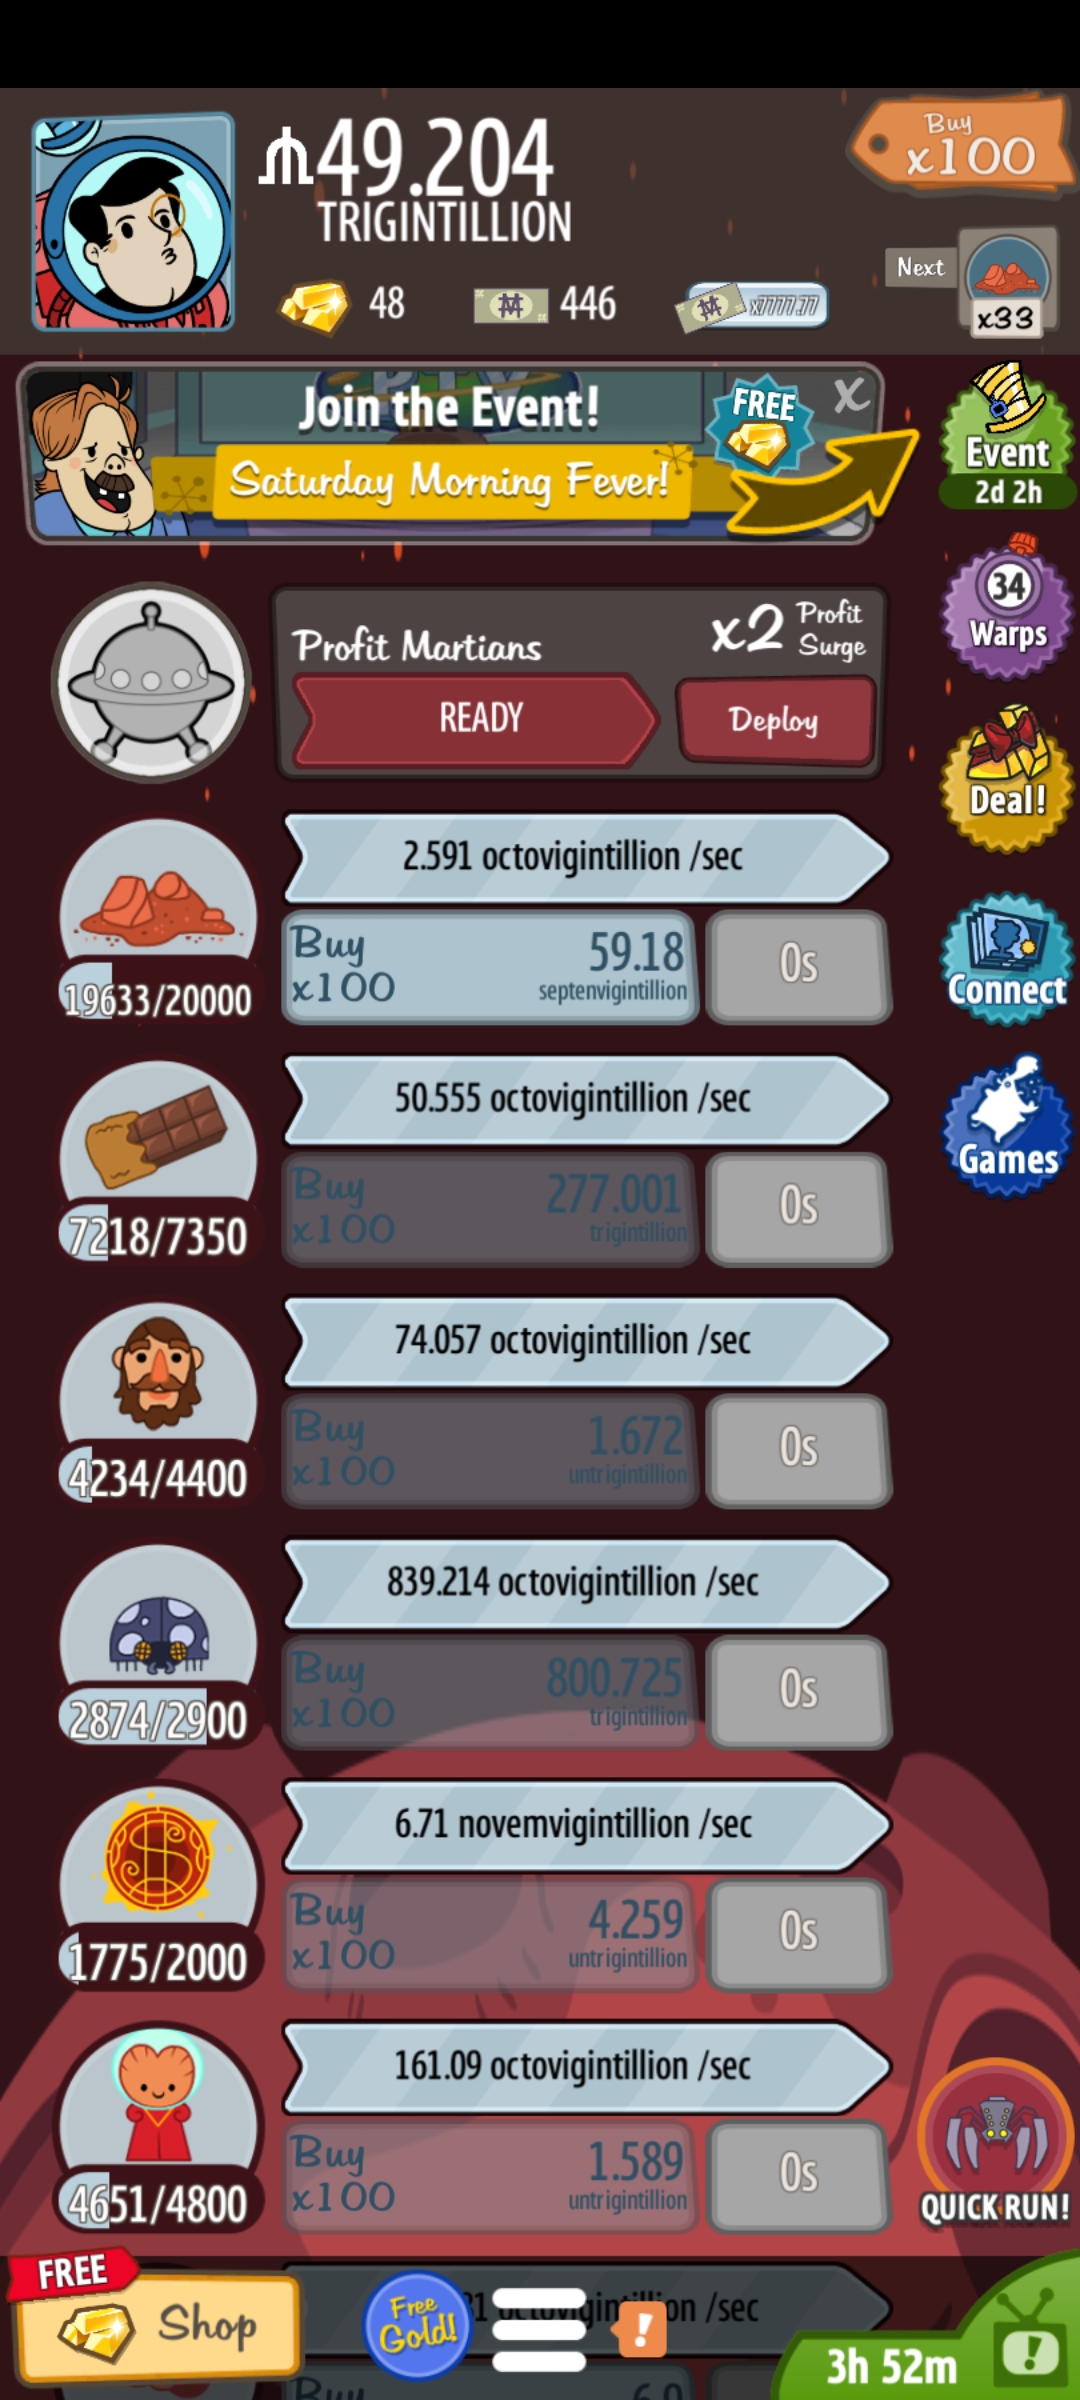 49.204
TRIGINTILLION
Buy
x100
48
446
x7777.77
Next
x33
Join the Event!
FREE
X
Saturday Morning Fever!
Event
2d 2h
34
Warps
Profit Martians
x2 Profit
Surge
READY
Deploy
Deal!
2.591 octovigintillion /sec
Buy
x100
59.18
septenvigintillion
0s
19633/20000
Connect
50.555 octovigintillion /sec
Buy
x100
277.001
trigintillion
0s
7218/7350
Games
74.057 octovigintillion /sec
Buy
x100
1.672
untrigintillion
0s
4234/4400
839.214 octovigintillion /sec
Buy
x100
800.725
trigintillion
0s
2874/2900
6.71 novemvigintillion /sec
Buy
x100
4.259
untrigintillion
0s
1775/2000
161.09 octovigintillion /sec
Buy
x100
1.589
untrigintillion
0s
4651/4800
QUICK RUN!
FREE
Shop
Free
Gold!
octovigintillion /sec
!
3h 52m
!
Buy